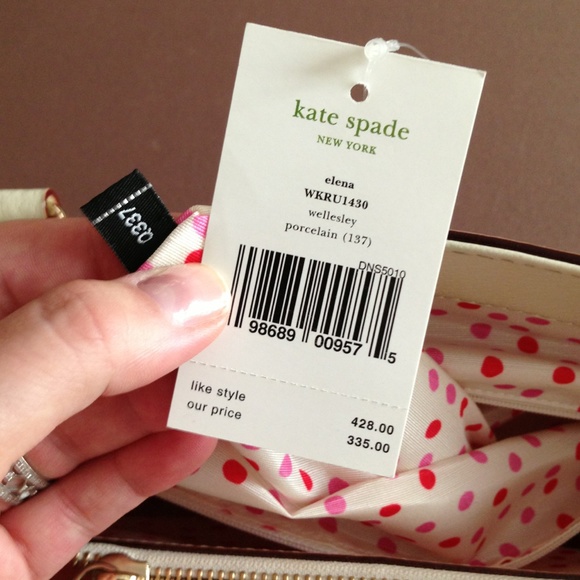 kate spade
NEW YORK
elena
WKRU1430
wellesley
porcelain (137)
DNS5010
98689 00957 5
like style 428.00
our price 335.00
0337